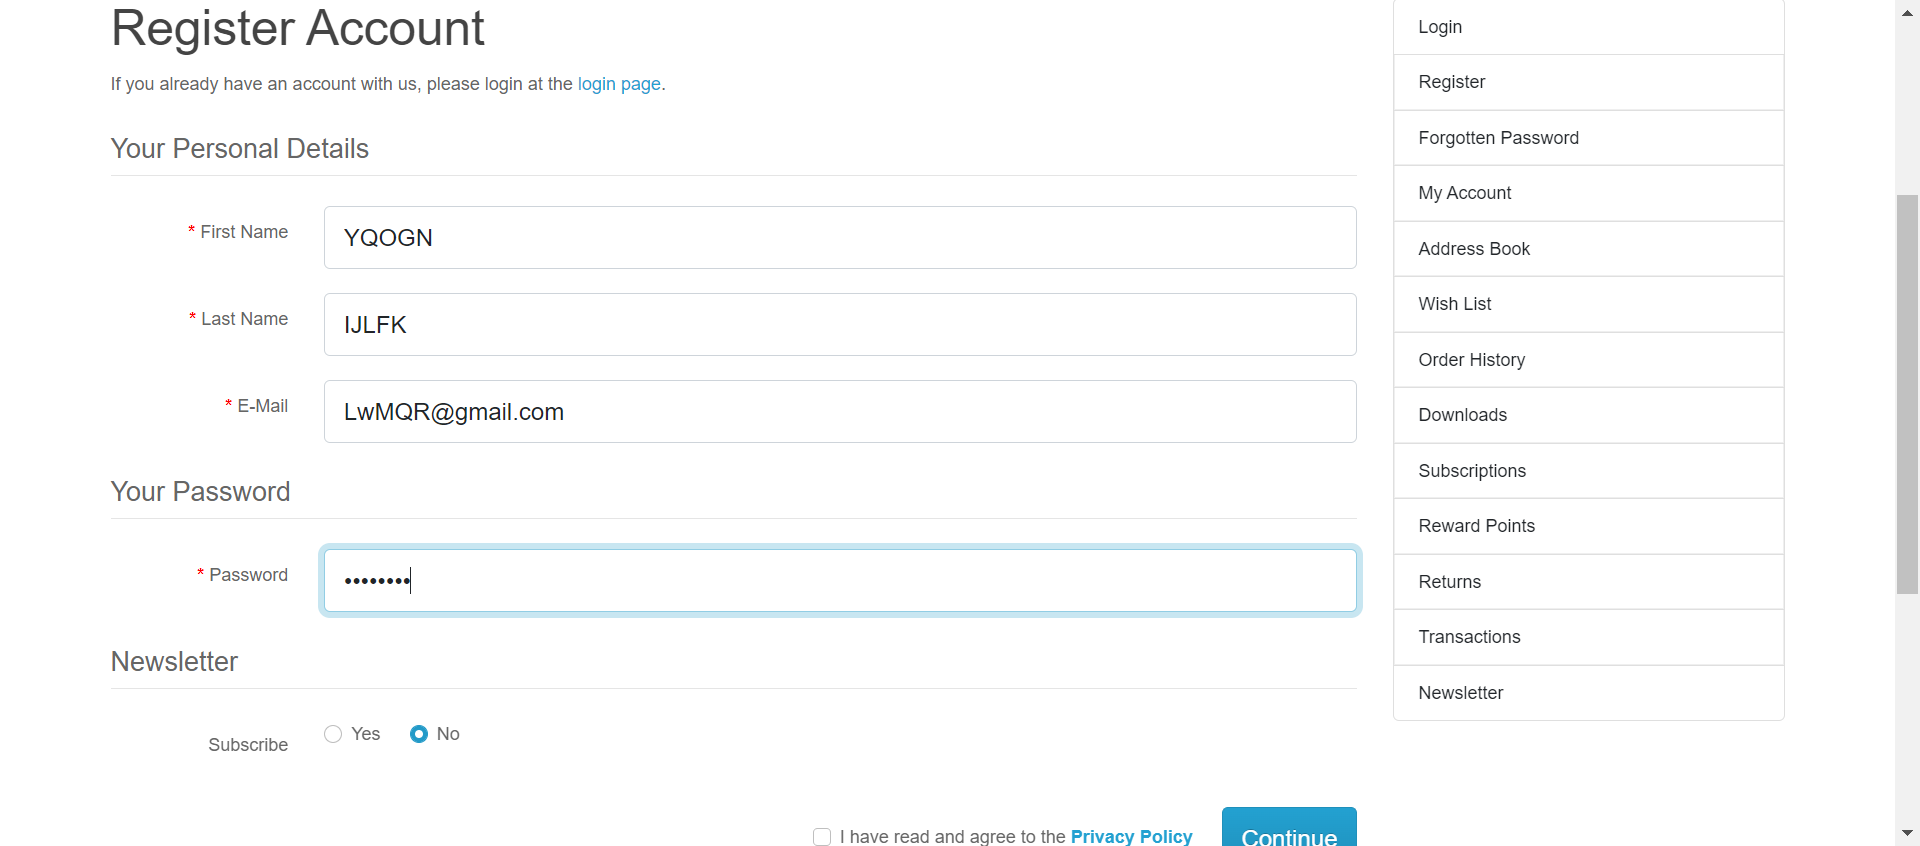 Register Account
If you already have an account with us, please login at the login page.
Your Personal Details
* First Name
YQOGN
* Last Name
IJLFK
* E-Mail
LwMQR@gmail.com
Your Password
* Password
••••••••
Newsletter
Subscribe
Yes
No
I have read and agree to the Privacy Policy
Continue
Login
Register
Forgotten Password
My Account
Address Book
Wish List
Order History
Downloads
Subscriptions
Reward Points
Returns
Transactions
Newsletter